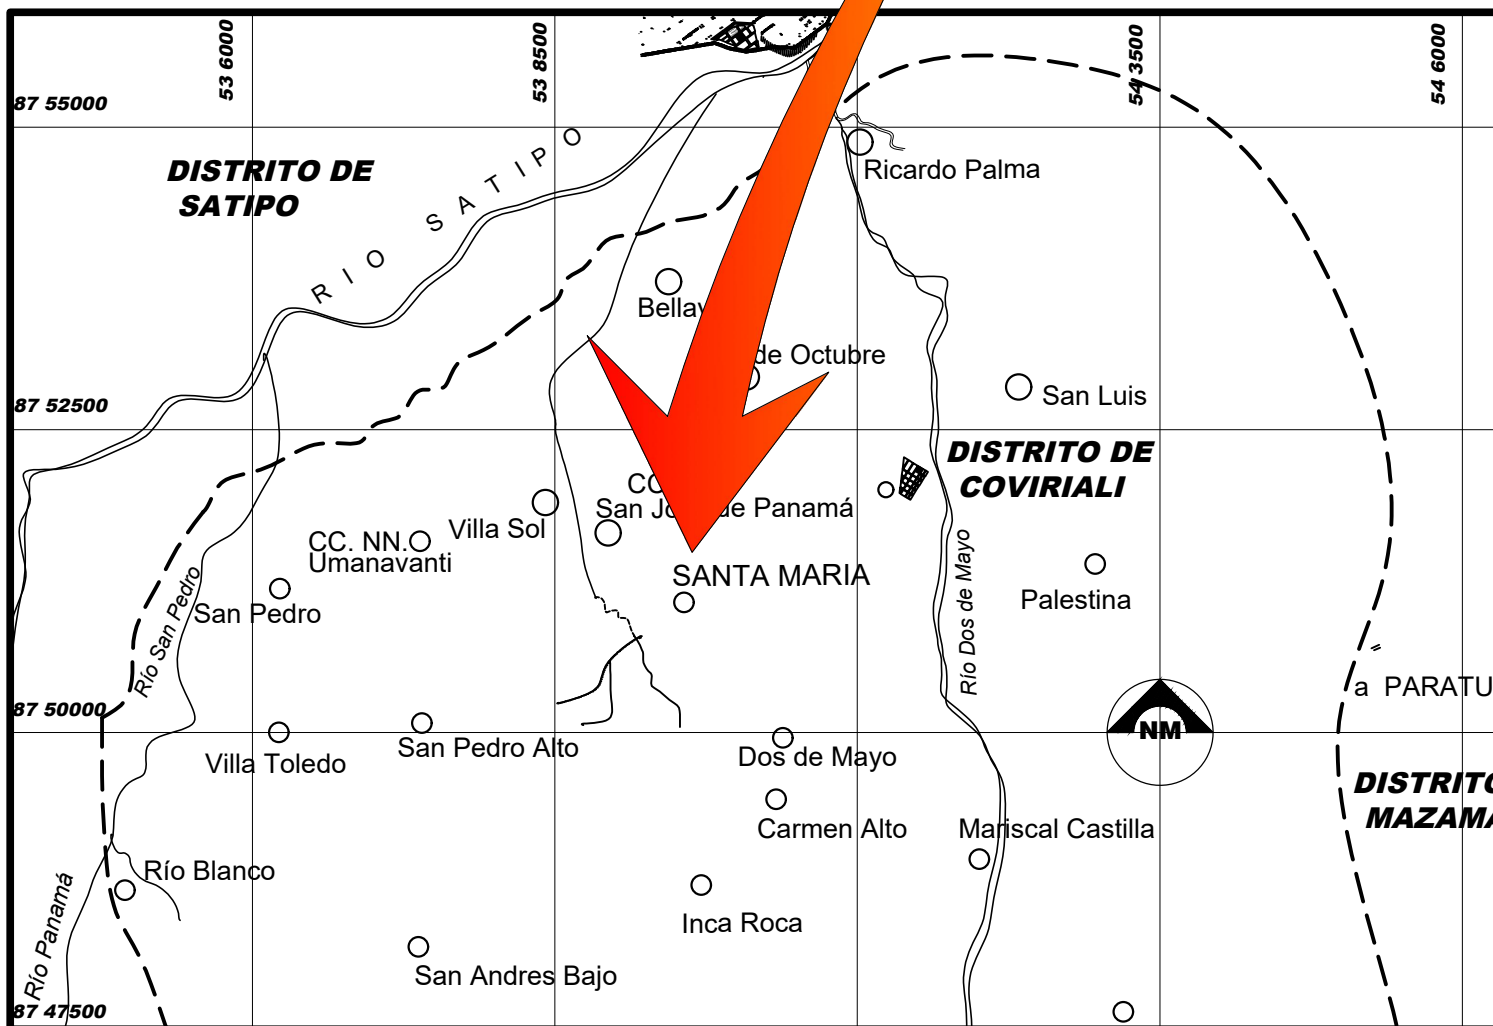 53 6000
53 8500
54 3500
54 6000
87 55000
DISTRITO DE
SATIPO
RIO SATIPO
Ricardo Palma
de Octubre
San Luis
87 52500
DISTRITO DE
COVIRIALI
San
de Panamá
Villa Sol
CC. NN.
Umanavanti
SANTA MARIA
San Pedro
Río San Pedro
Río Dos de Mayo
Palestina
a PARATU
87 50000
NM
San Pedro Alto
Villa Toledo
Dos de Mayo
DISTRITO
MAZAMA
Carmen Alto
Mariscal Castilla
Río Blanco
Río Panamá
Inca Roca
San Andres Bajo
87 47500